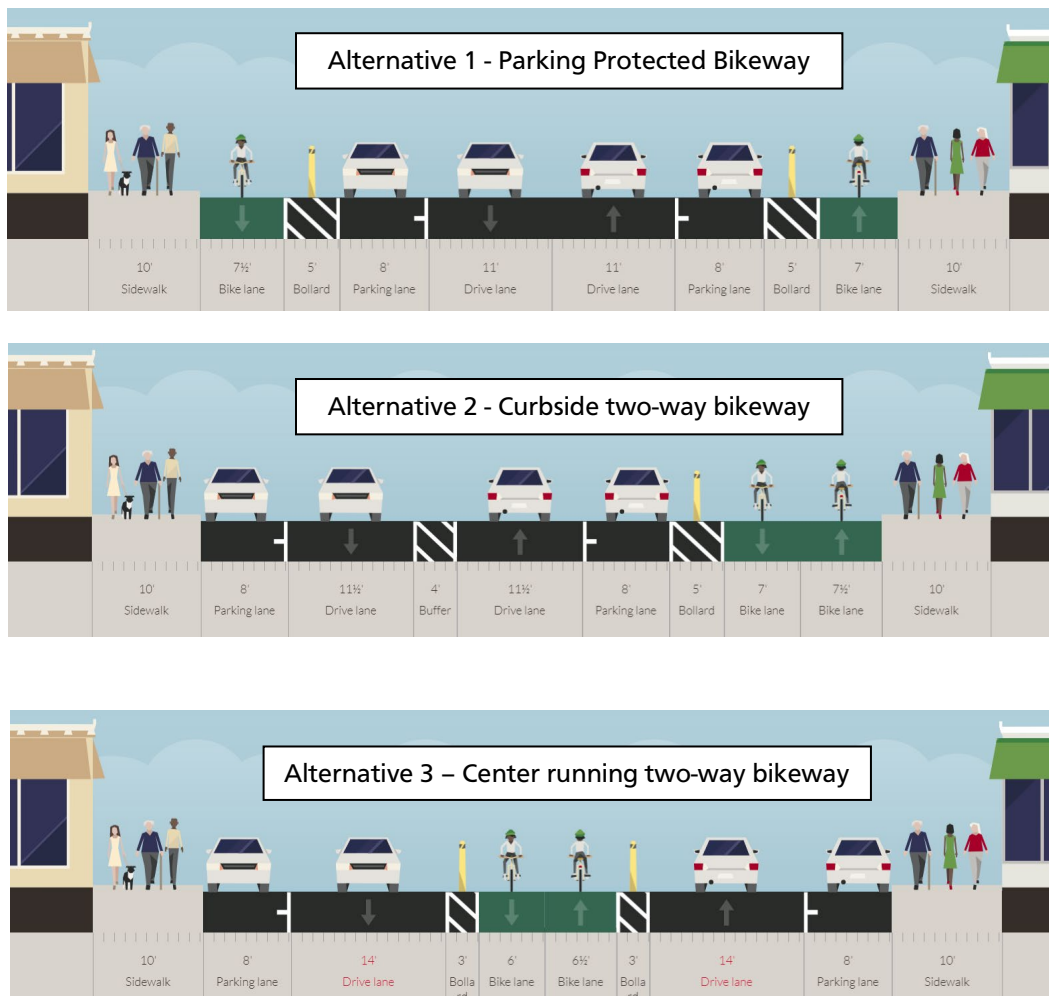 Alternative 1 - Parking Protected Bikeway
10' 7½' 5' 8' 11' 11' 8' 5' 7' 10'
Sidewalk Bike lane Bollard Parking lane Drive lane Drive lane Parking lane Bollard Bike lane Sidewalk
Alternative 2 - Curbside two-way bikeway
10' 8' 11½' 4' 11½' 8' 5' 7' 7½' 10'
Sidewalk Parking lane Drive lane Buffer Drive lane Parking lane Bollard Bike lane Bike lane Sidewalk
Alternative 3 – Center running two-way bikeway
10' 8' 14' 3' 6' 6½' 3' 14' 8' 10'
Sidewalk Parking lane Drive lane Bolla Bike lane Bike lane Bolla Drive lane Parking lane Sidewalk
rd rd